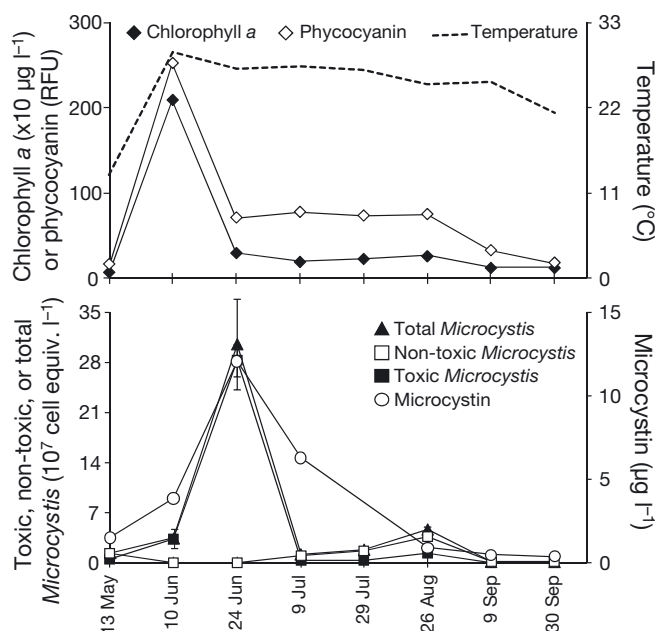 Chlorophyll a (x10 µg l–1)
or phycocyanin (RFU)
300
200
100
0
Chlorophyll a
Phycocyanin
Temperature
33
22
11
0
Temperature
(°C)
Toxic, non-toxic, or total
Microcystis (10⁷ cell equiv. l–1)
35
28
21
14
7
0
Total Microcystis
Non-toxic Microcystis
Toxic Microcystis
Microcystin
15
10
5
0
Microcystin (µg l–1)
13 May
10 Jun
24 Jun
9 Jul
29 Jul
26 Aug
9 Sep
30 Sep